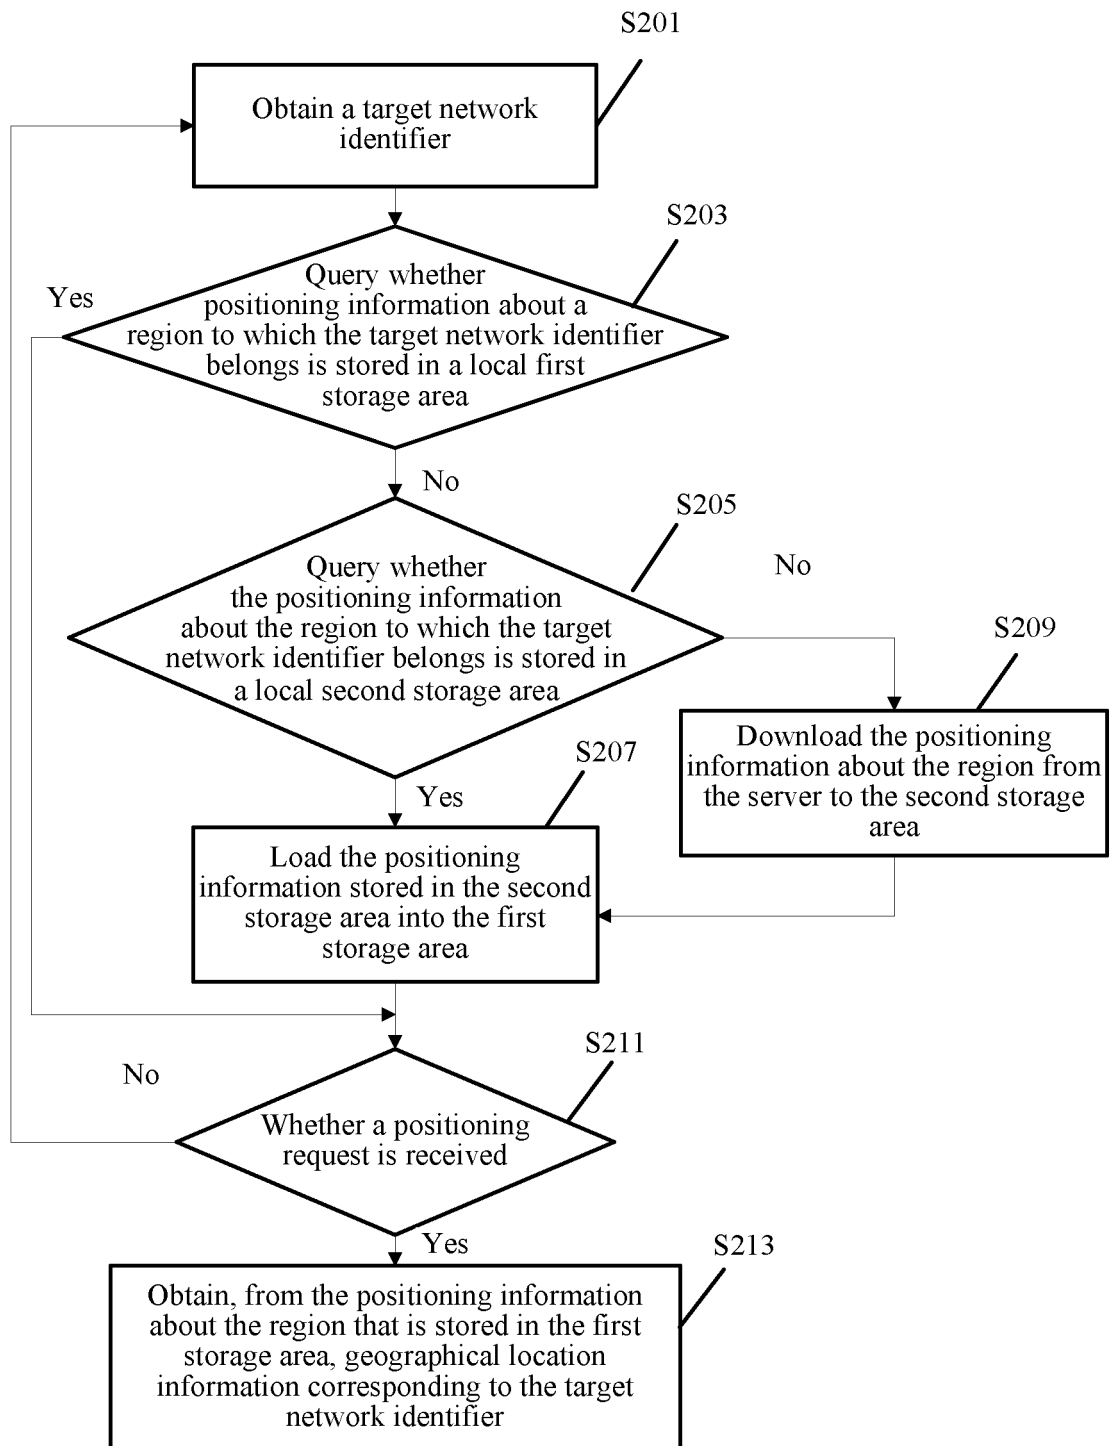 S201
Obtain a target network
identifier
S203
Query whether
positioning information about a
region to which the target network identifier
belongs is stored in a local first
storage area
Yes
No
S205
Query whether
the positioning information
about the region to which the target
network identifier belongs is stored in
a local second storage area
No
S209
Download the positioning
information about the region from
the server to the second storage
area
S207
Yes
Load the positioning
information stored in the second
storage area into the first
storage area
S211
No
Whether a positioning
request is received
Yes
S213
Obtain, from the positioning information
about the region that is stored in the first
storage area, geographical location
information corresponding to the target
network identifier